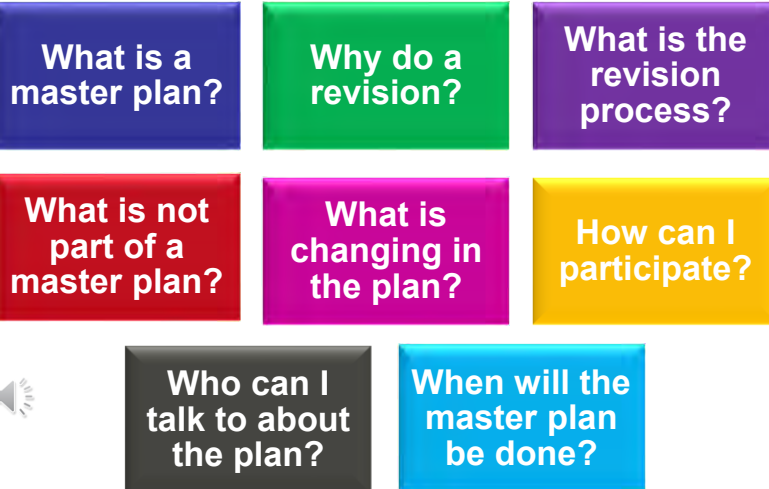 What is a
master plan?
Why do a
revision?
What is the
revision
process?
What is not
part of a
master plan?
What is
changing in
the plan?
How can I
participate?
Who can I
talk to about
the plan?
When will the
master plan
be done?